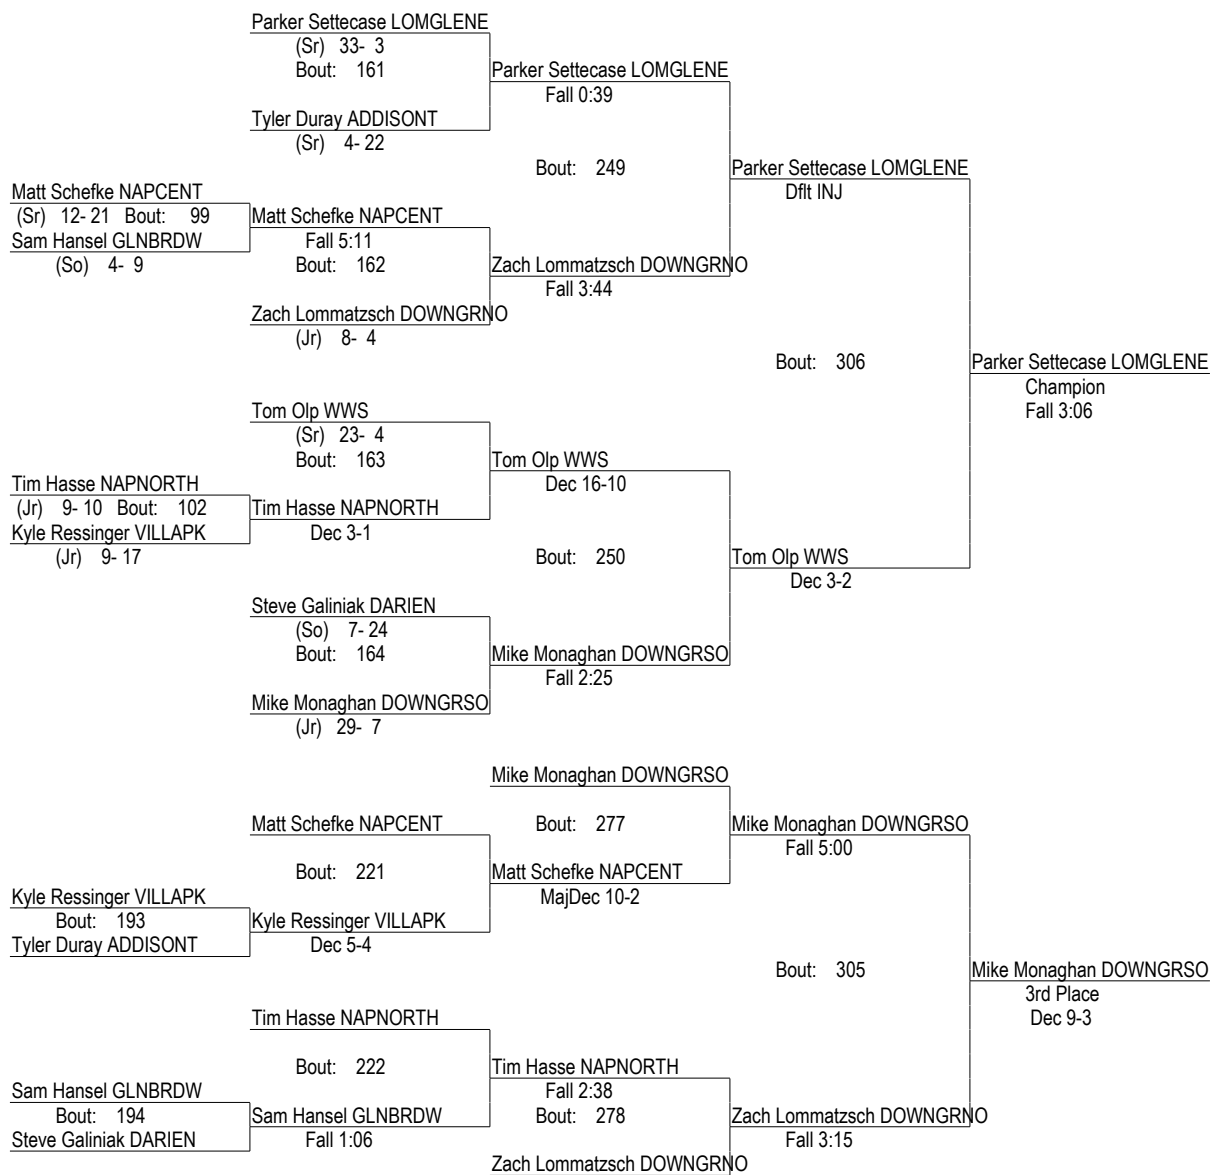 Parker Settecase LOMGLENE
(Sr) 33- 3
Bout: 161
Parker Settecase LOMGLENE
Fall 0:39
Tyler Duray ADDISONT
(Sr) 4- 22
Bout: 249
Parker Settecase LOMGLENE
Dflt INJ
Matt Schefke NAPCENT
(Sr) 12- 21 Bout: 99
Matt Schefke NAPCENT
Sam Hansel GLNBRDW
Fall 5:11
(So) 4- 9
Bout: 162
Zach Lommatzsch DOWNGRNO
Fall 3:44
Zach Lommatzsch DOWNGRNO
(Jr) 8- 4
Bout: 306
Parker Settecase LOMGLENE
Champion
Fall 3:06
Tom Olp WWS
(Sr) 23- 4
Bout: 163
Tom Olp WWS
Dec 16-10
Tim Hasse NAPNORTH
(Jr) 9- 10 Bout: 102
Tim Hasse NAPNORTH
Kyle Ressinger VILLAPK
Dec 3-1
(Jr) 9- 17
Bout: 250
Tom Olp WWS
Dec 3-2
Steve Galiniak DARIEN
(So) 7- 24
Bout: 164
Mike Monaghan DOWNGRSO
Fall 2:25
Mike Monaghan DOWNGRSO
(Jr) 29- 7
Mike Monaghan DOWNGRSO
Matt Schefke NAPCENT
Bout: 277
Mike Monaghan DOWNGRSO
Fall 5:00
Bout: 221
Matt Schefke NAPCENT
MajDec 10-2
Kyle Ressinger VILLAPK
Bout: 193
Kyle Ressinger VILLAPK
Tyler Duray ADDISONT
Dec 5-4
Bout: 305
Mike Monaghan DOWNGRSO
3rd Place
Dec 9-3
Tim Hasse NAPNORTH
Bout: 222
Tim Hasse NAPNORTH
Fall 2:38
Sam Hansel GLNBRDW
Bout: 194
Sam Hansel GLNBRDW
Bout: 278
Zach Lommatzsch DOWNGRNO
Steve Galiniak DARIEN
Fall 1:06
Fall 3:15
Zach Lommatzsch DOWNGRNO